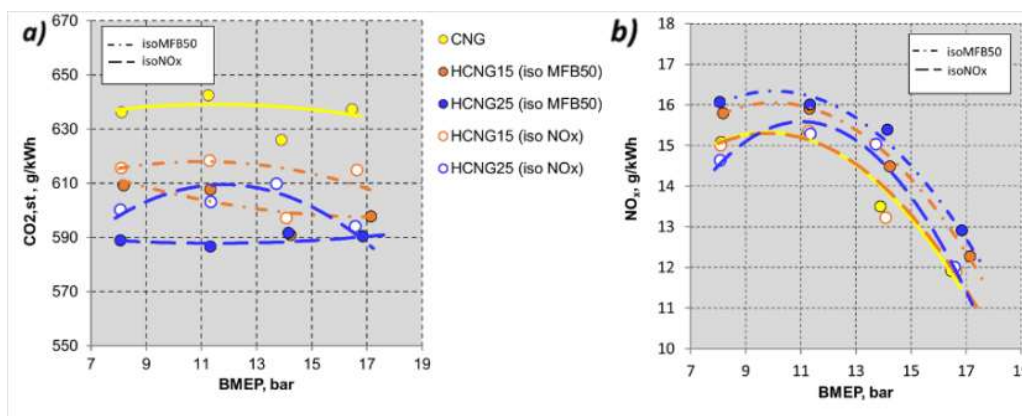 a)
670
650
630
610
590
570
550
7 9 11 13 15 17 19
CO2,st , g/kWh
BMEP, bar
isoMFB50
isoNOx
CNG
HCNG15 (iso MFB50)
HCNG25 (iso MFB50)
HCNG15 (iso NOx)
HCNG25 (iso NOx)
b)
18
17
16
15
14
13
12
11
10
7 9 11 13 15 17 19
NOx, g/kWh
BMEP, bar
isoMFB50
isoNOx